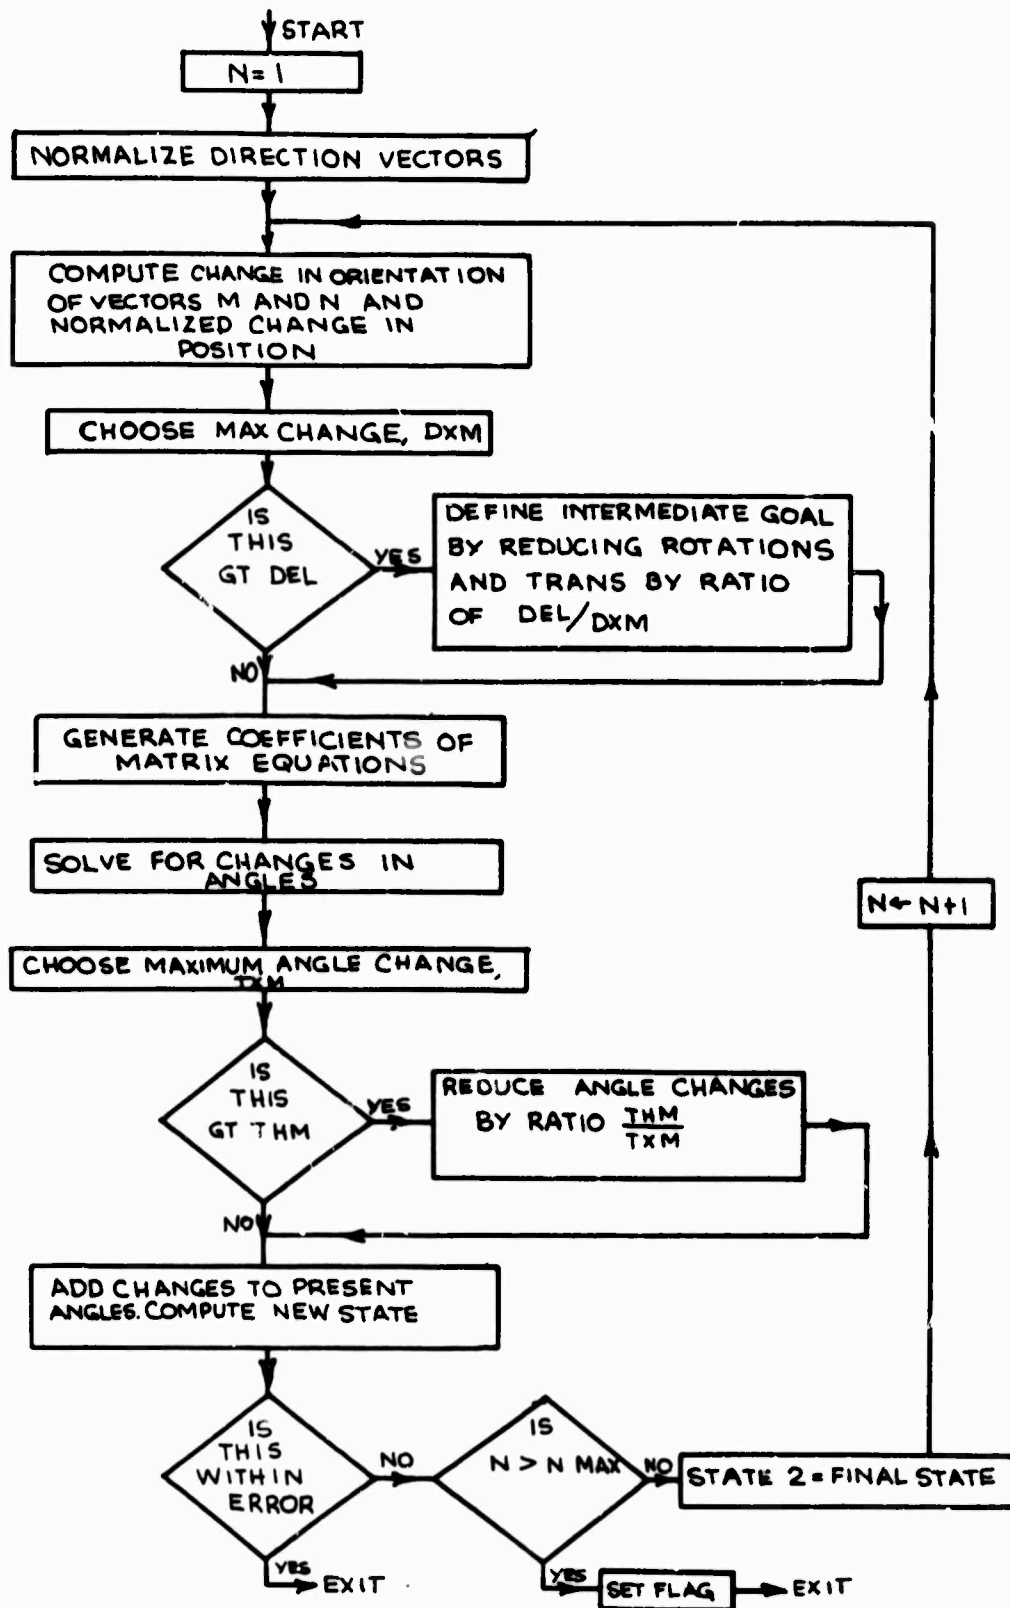 START
N = 1
NORMALIZE DIRECTION VECTORS
COMPUTE CHANGE IN ORIENTATION
OF VECTORS M AND N AND
NORMALIZED CHANGE IN
POSITION
CHOOSE MAX CHANGE, DXM
IS
THIS
GT DEL
YES
DEFINE INTERMEDIATE GOAL
BY REDUCING ROTATIONS
AND TRANS BY RATIO
OF DEL/DXM
NO
GENERATE COEFFICIENTS OF
MATRIX EQUATIONS
SOLVE FOR CHANGES IN
ANGLES
N ← N+1
CHOOSE MAXIMUM ANGLE CHANGE,
TXM
IS
THIS
GT THM
YES
REDUCE ANGLE CHANGES
BY RATIO THM/TXM
NO
ADD CHANGES TO PRESENT
ANGLES. COMPUTE NEW STATE
IS
THIS
WITHIN
ERROR
NO
IS
N > N MAX
NO
STATE 2 = FINAL STATE
YES
EXIT
YES
SET FLAG
EXIT